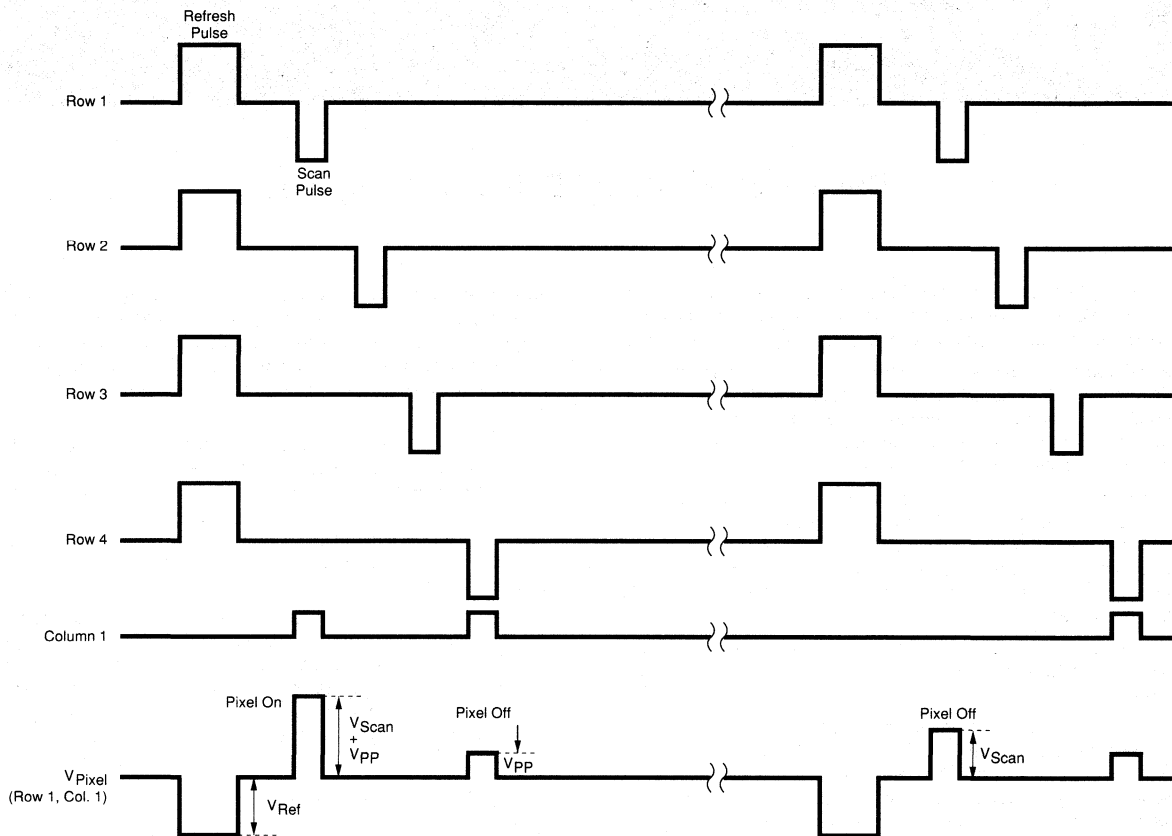 Refresh
Pulse
Row 1
Scan
Pulse
Row 2
Row 3
Row 4
Column 1
Pixel On
VScan
+
VPP
Pixel Off
VPP
Pixel Off
VScan
VPixel
(Row 1, Col. 1)
VRef